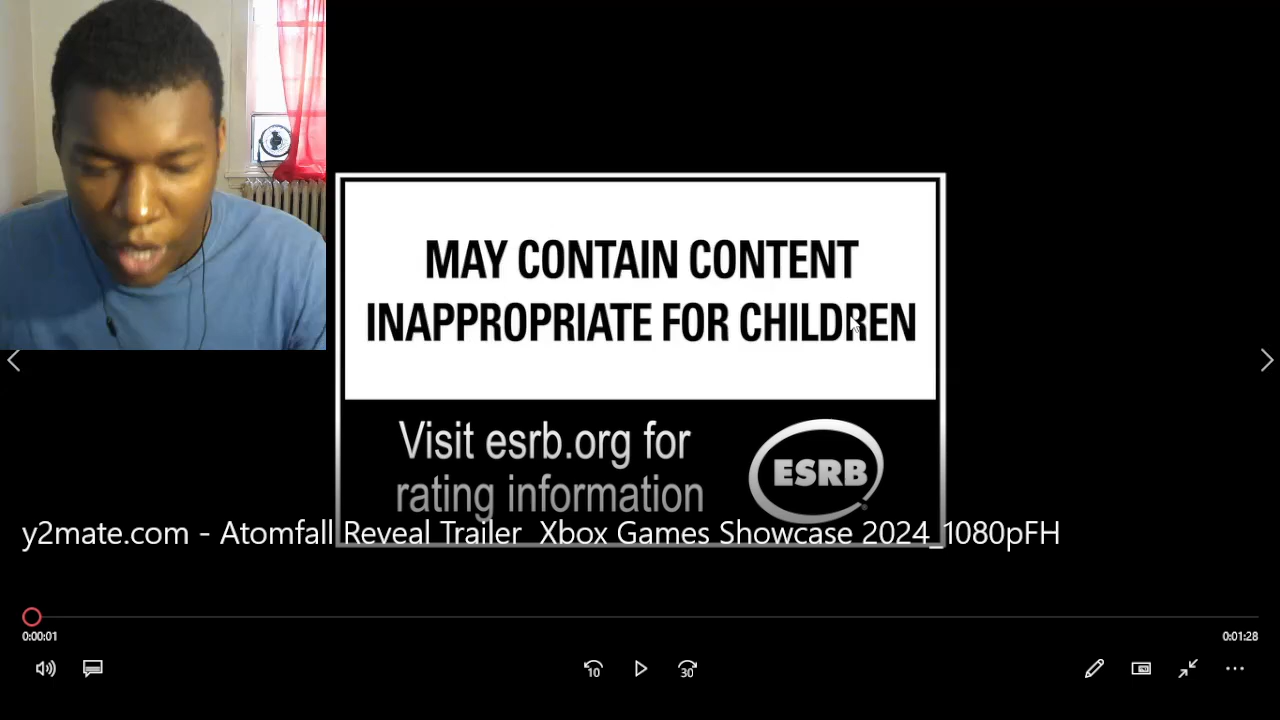 MAY CONTAIN CONTENT
INAPPROPRIATE FOR CHILDREN
Visit esrb.org for
rating information
ESRB
y2mate.com - Atomfall Reveal Trailer  Xbox Games Showcase 2024_1080pFH
0:00:01
0:01:28
10
30